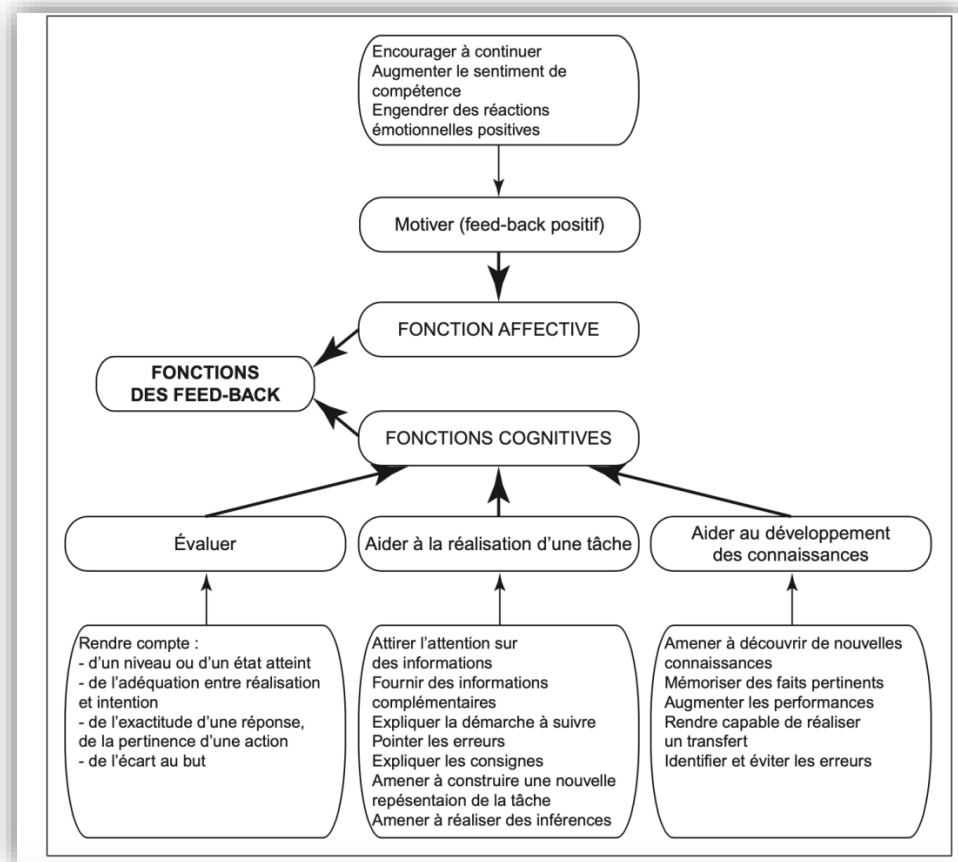 Encourager à continuer
Augmenter le sentiment de
compétence
Engendrer des réactions
émotionnelles positives
Motiver (feed-back positif)
FONCTION AFFECTIVE
FONCTIONS
DES FEED-BACK
FONCTIONS COGNITIVES
Évaluer
Aider à la réalisation d’une tâche
Aider au développement
des connaissances
Rendre compte :
- d’un niveau ou d’un état atteint
- de l’adéquation entre réalisation
et intention
- de l’exactitude d’une réponse,
de la pertinence d’une action
- de l’écart au but
Attirer l’attention sur
des informations
Fournir des informations
complémentaires
Expliquer la démarche à suivre
Pointer les erreurs
Expliquer les consignes
Amener à construire une nouvelle
repésentaion de la tâche
Amener à réaliser des inférences
Amener à découvrir de nouvelles
connaissances
Mémoriser des faits pertinents
Augmenter les performances
Rendre capable de réaliser
un transfert
Identifier et éviter les erreurs